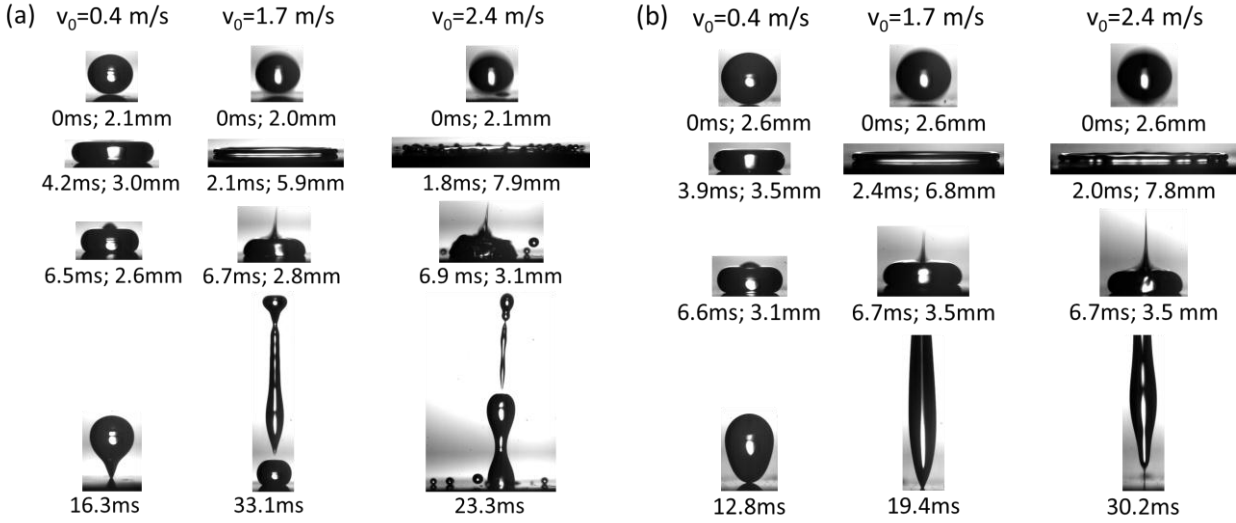 (a) v₀=0.4 m/s v₀=1.7 m/s v₀=2.4 m/s
0ms; 2.1mm 0ms; 2.0mm 0ms; 2.1mm
4.2ms; 3.0mm 2.1ms; 5.9mm 1.8ms; 7.9mm
6.5ms; 2.6mm 6.7ms; 2.8mm 6.9 ms; 3.1mm
16.3ms 33.1ms 23.3ms
(b) v₀=0.4 m/s v₀=1.7 m/s v₀=2.4 m/s
0ms; 2.6mm 0ms; 2.6mm 0ms; 2.6mm
3.9ms; 3.5mm 2.4ms; 6.8mm 2.0ms; 7.8mm
6.6ms; 3.1mm 6.7ms; 3.5mm 6.7ms; 3.5 mm
12.8ms 19.4ms 30.2ms